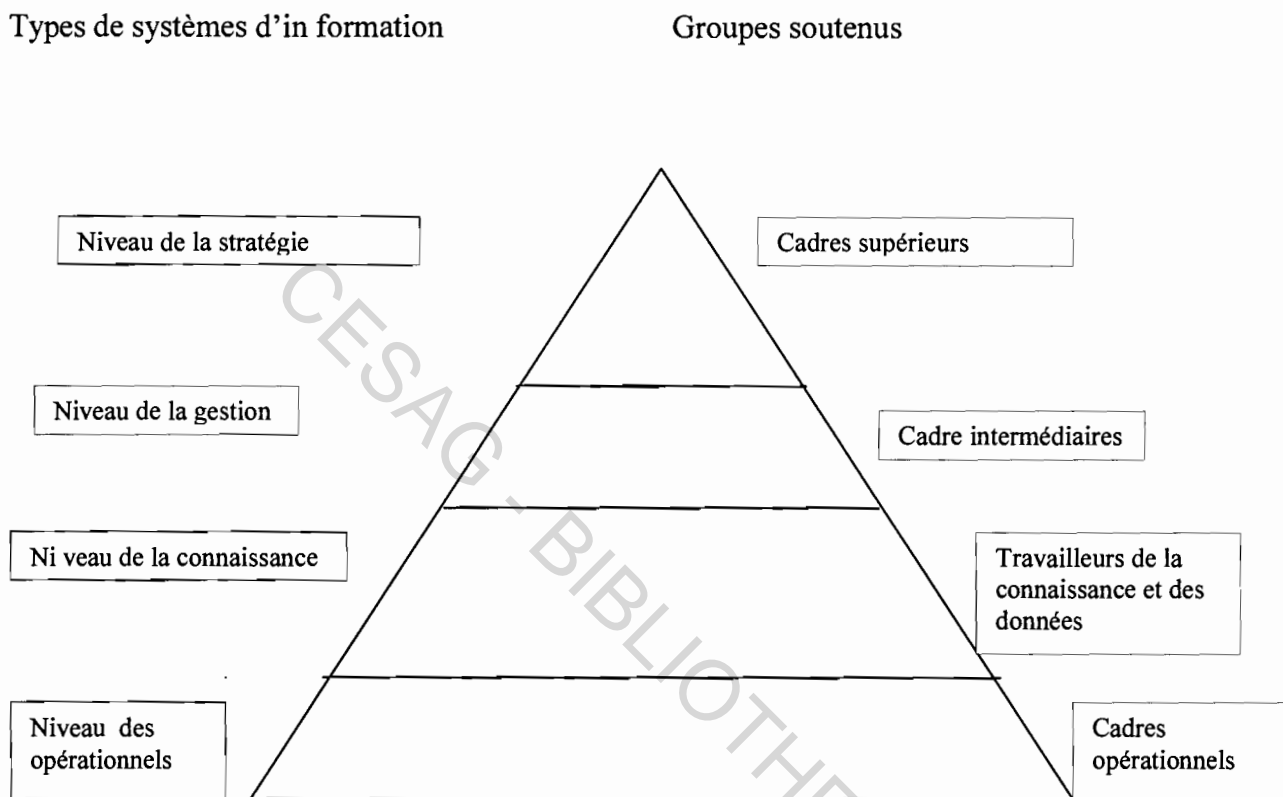 Types de systèmes d’in formation
Groupes soutenus
Niveau de la stratégie
Cadres supérieurs
Niveau de la gestion
Cadre intermédiaires
Ni veau de la connaissance
Travailleurs de la
connaissance et des
données
Niveau des
opérationnels
Cadres
opérationnels
CESAG - BIBLIOTHE